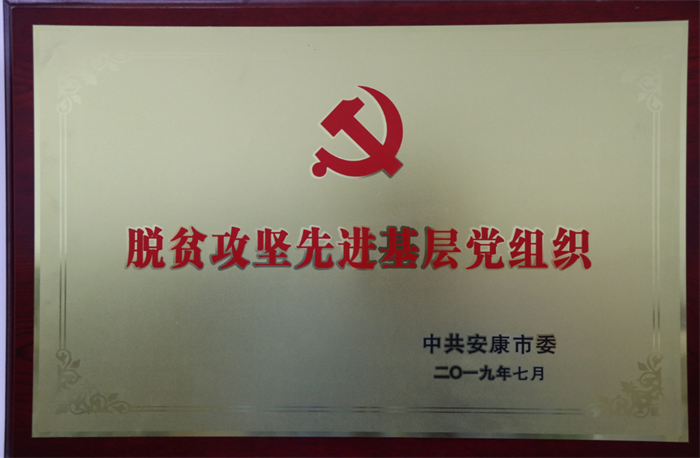 脱贫攻坚先进基层党组织
中共安康市委
二〇一九年七月